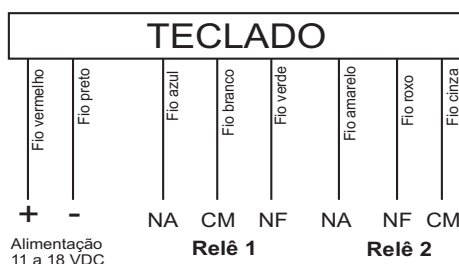 TECLADO
Fio vermelho
Fio preto
Fio azul
Fio branco
Fio verde
Fio amarelo
Fio roxo
Fio cinza
+ - NA CM NF NA NF CM
Alimentação
11 a 18 VDC
Relê 1
Relê 2